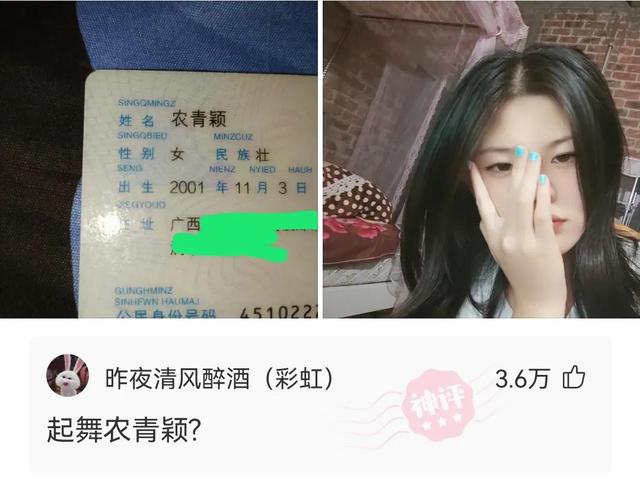 SINGQMINGZ
姓名 农青颖
SINGQBIED MINZCUZ
性别 女 民族 壮
SENG NIENZ NYIED HAUH
出生 2001 年 11 月 3 日
址 广西
GUNGHMINZ
SINHFWN HAUMAJ
公民身份号码 4510222
昨夜清风醉酒（彩虹） 3.6万
神评
起舞农青颖?